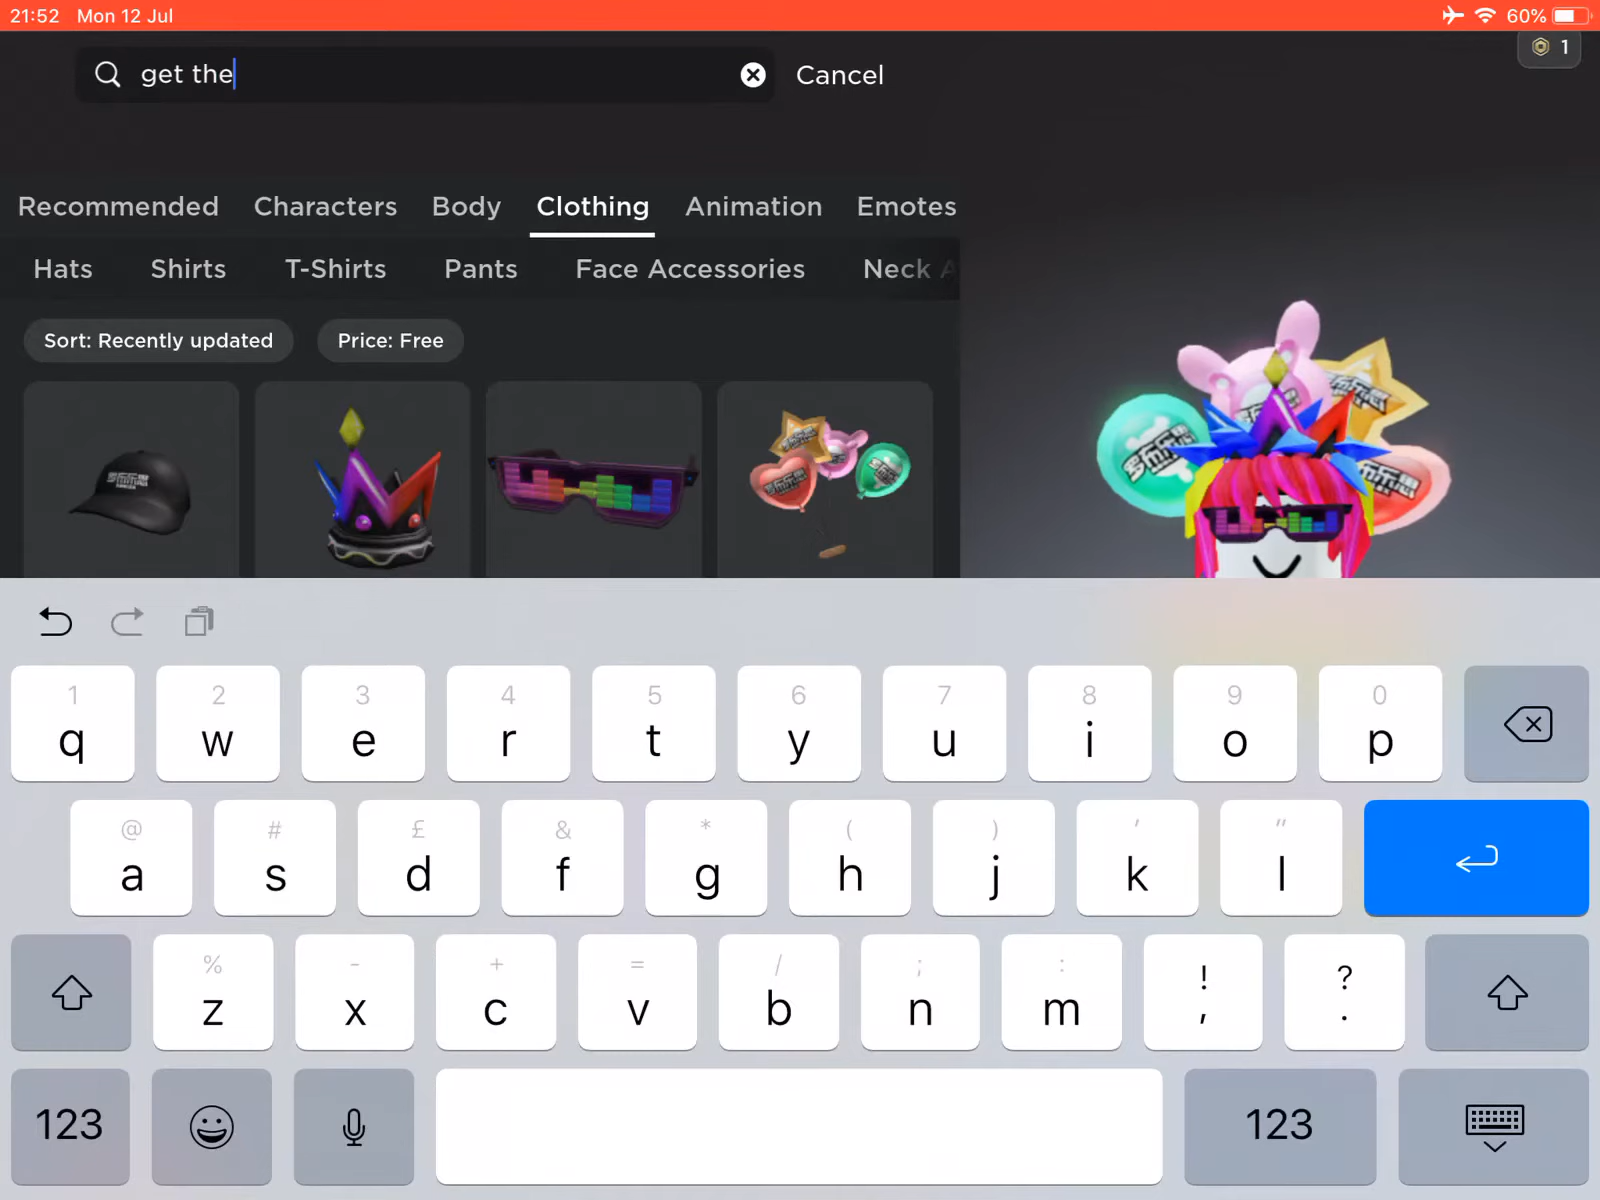 21:52 Mon 12 Jul 60%
1
get the
Cancel
Recommended Characters Body Clothing Animation Emotes
Hats Shirts T-Shirts Pants Face Accessories Neck A
Sort: Recently updated Price: Free
1 2 3 4 5 6 7 8 9 0
q w e r t y u i o p
@ # £ & * ( ) ' "
a s d f g h j k l
% - + = / ; : ! ?
z x c v b n m , .
123 123